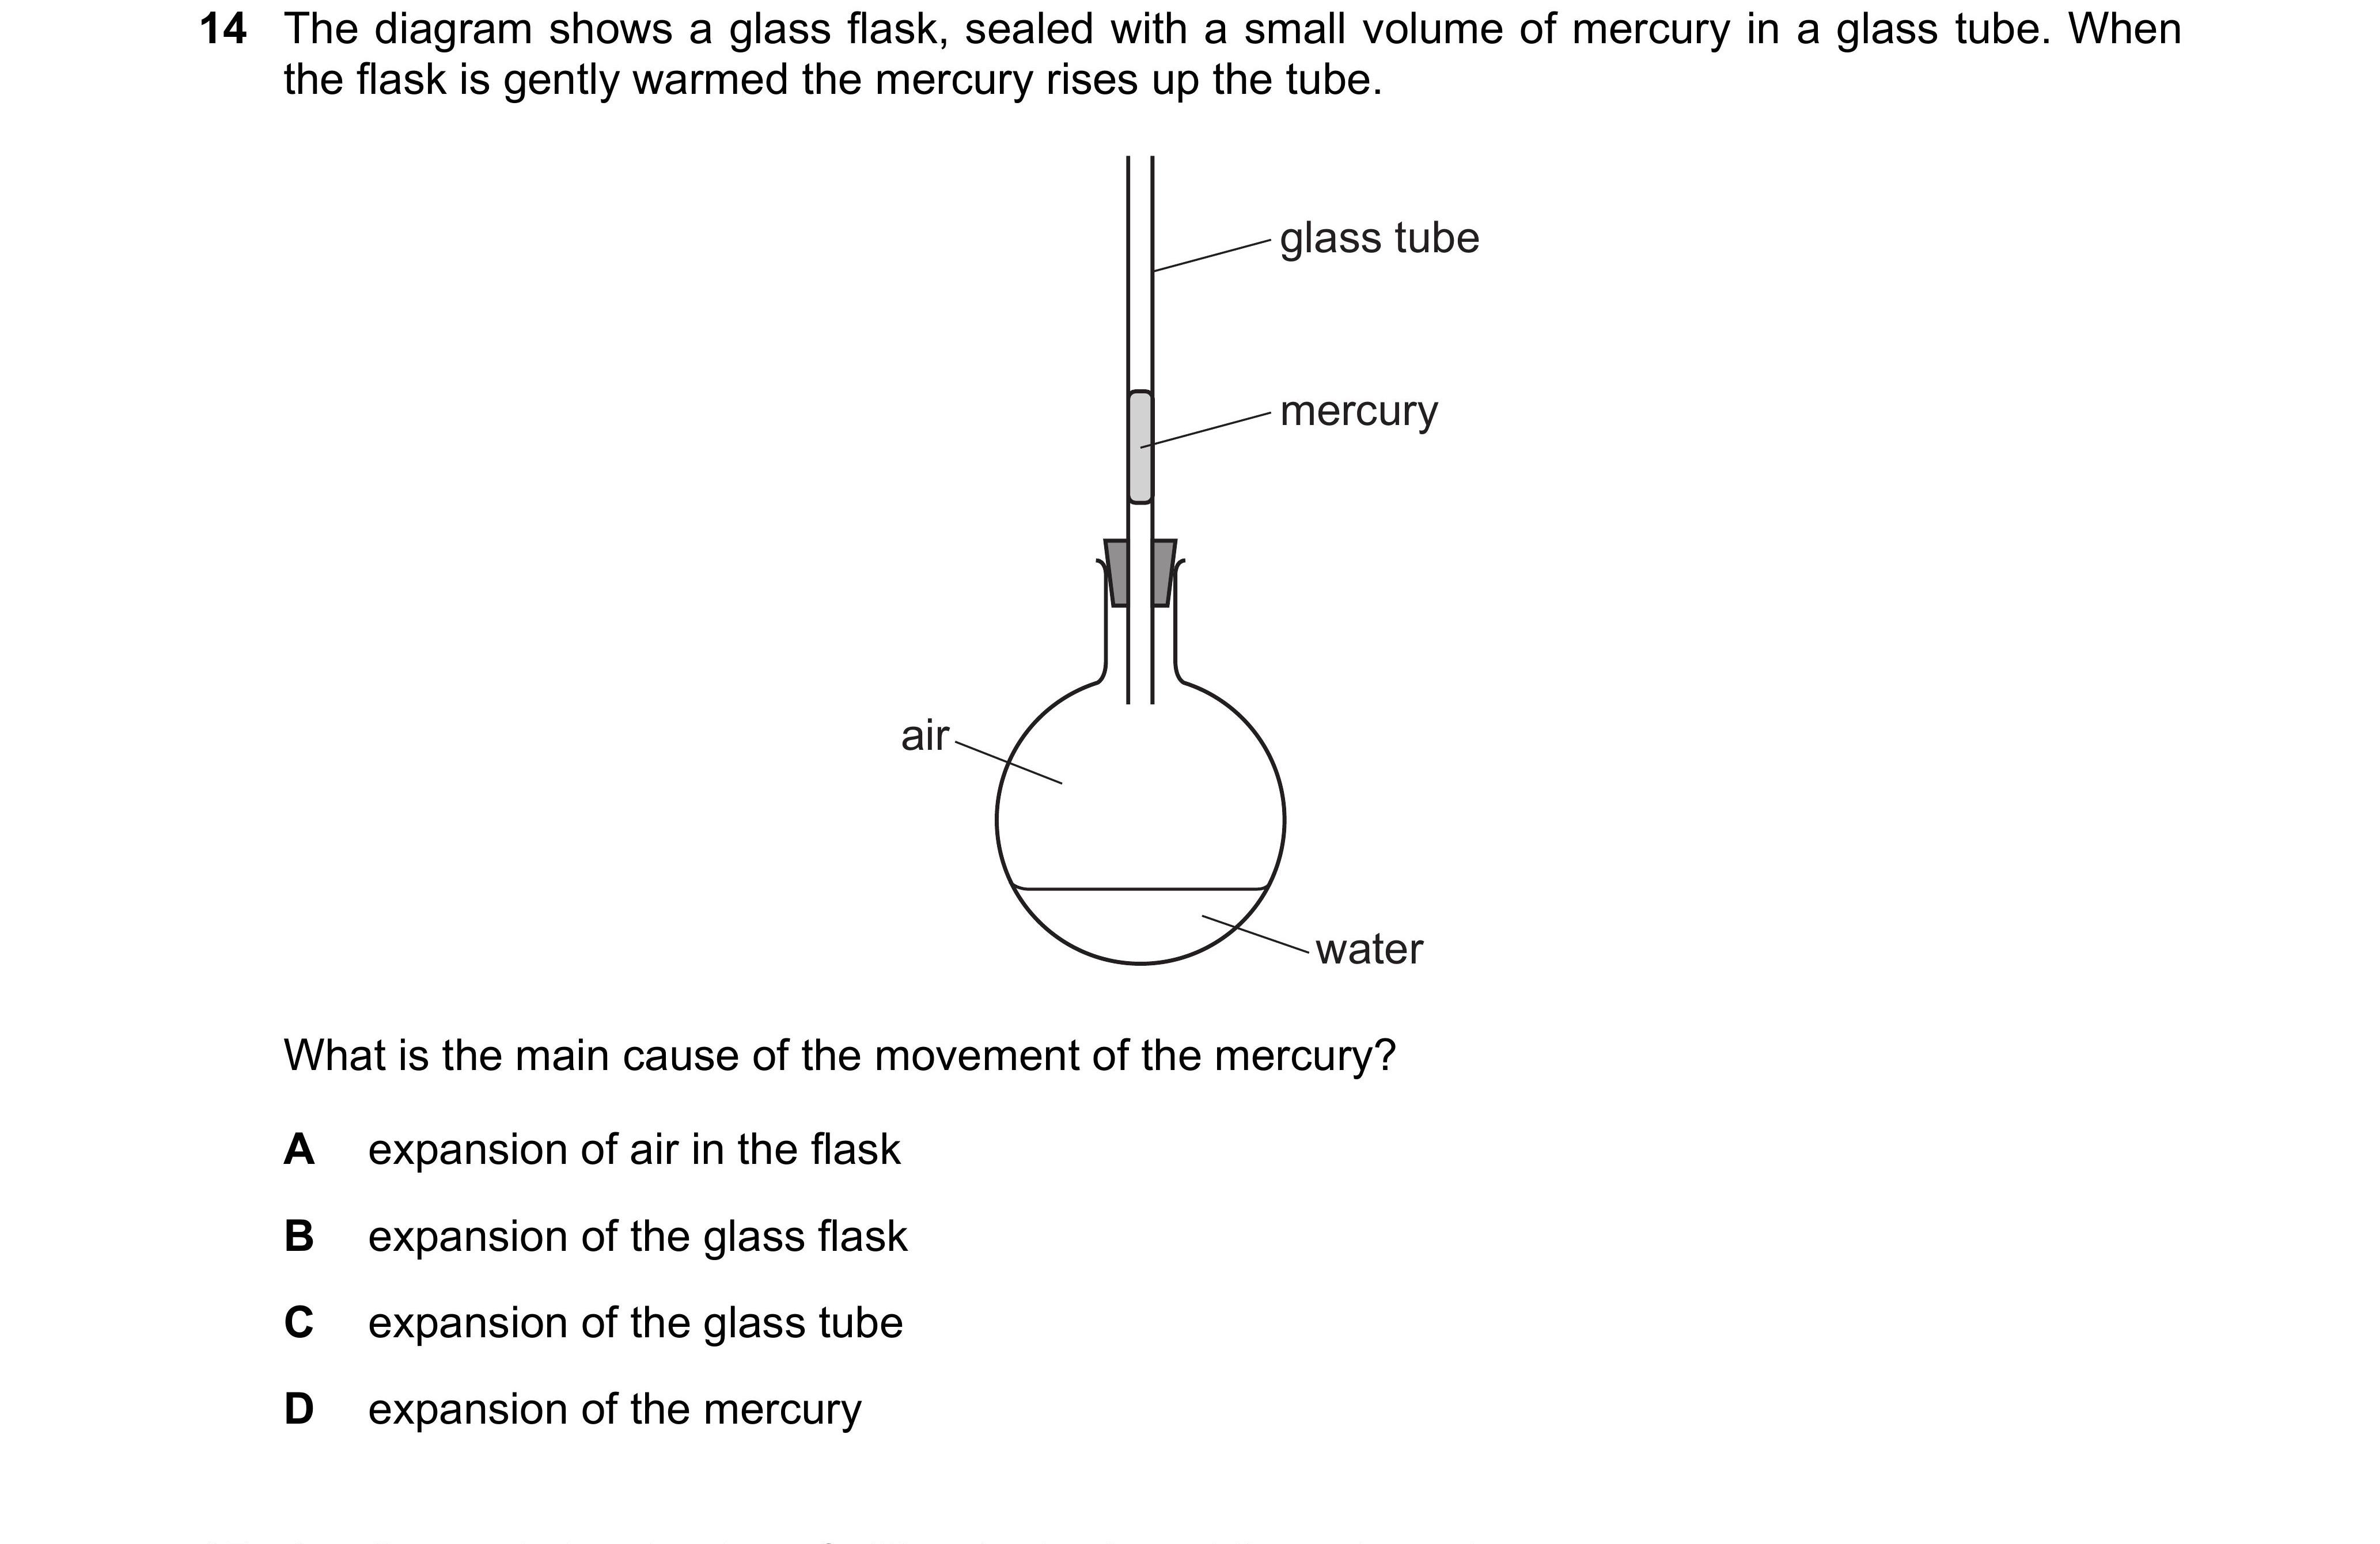 14 The diagram shows a glass flask, sealed with a small volume of mercury in a glass tube. When
the flask is gently warmed the mercury rises up the tube.
glass tube
mercury
air
water
What is the main cause of the movement of the mercury?
A expansion of air in the flask
B expansion of the glass flask
C expansion of the glass tube
D expansion of the mercury